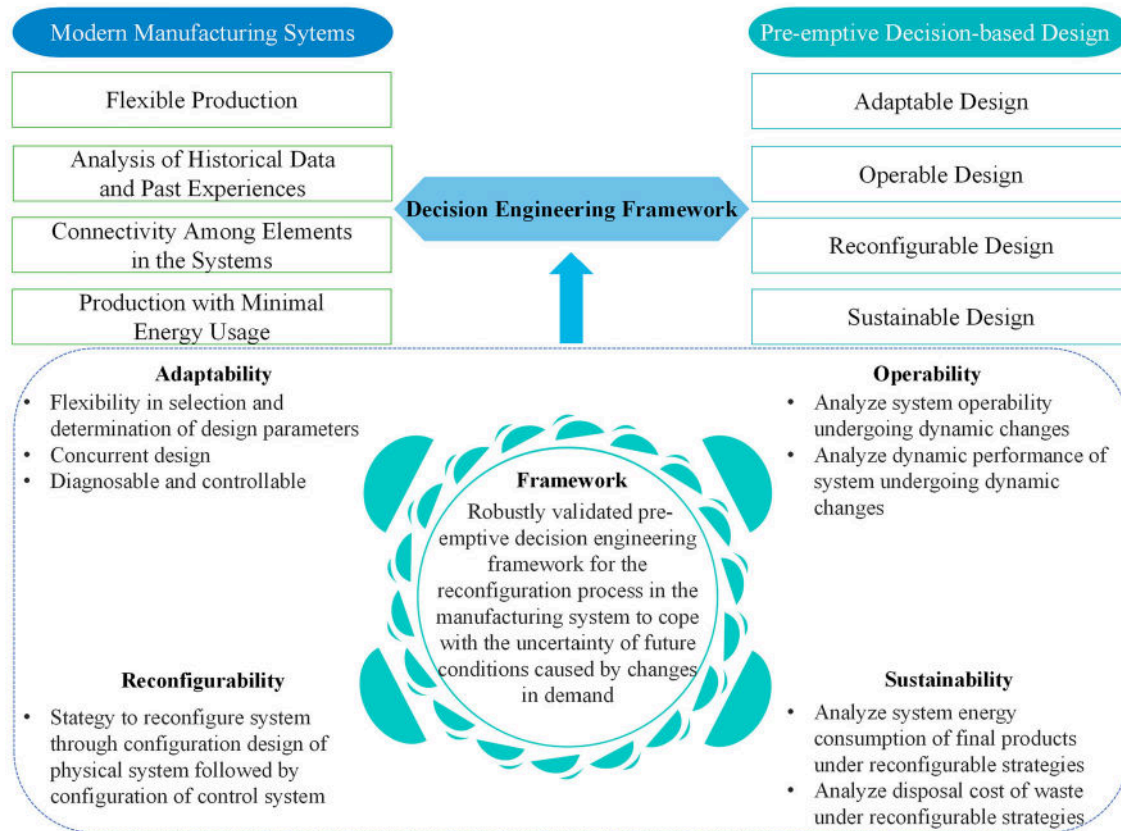 Modern Manufacturing Sytems
Flexible Production
Analysis of Historical Data
and Past Experiences
Connectivity Among Elements
in the Systems
Production with Minimal
Energy Usage
Decision Engineering Framework
Pre-emptive Decision-based Design
Adaptable Design
Operable Design
Reconfigurable Design
Sustainable Design
Adaptability
• Flexibility in selection and
determination of design parameters
• Concurrent design
• Diagnosable and controllable
Operability
• Analyze system operability
undergoing dynamic changes
• Analyze dynamic performance of
system undergoing dynamic
changes
Framework
Robustly validated pre-
emptive decision engineering
framework for the
reconfiguration process in the
manufacturing system to cope
with the uncertainty of future
conditions caused by changes
in demand
Reconfigurability
• Stategy to reconfigure system
through configuration design of
physical system followed by
configuration of control system
Sustainability
• Analyze system energy
consumption of final products
under reconfigurable strategies
• Analyze disposal cost of waste
under reconfigurable strategies